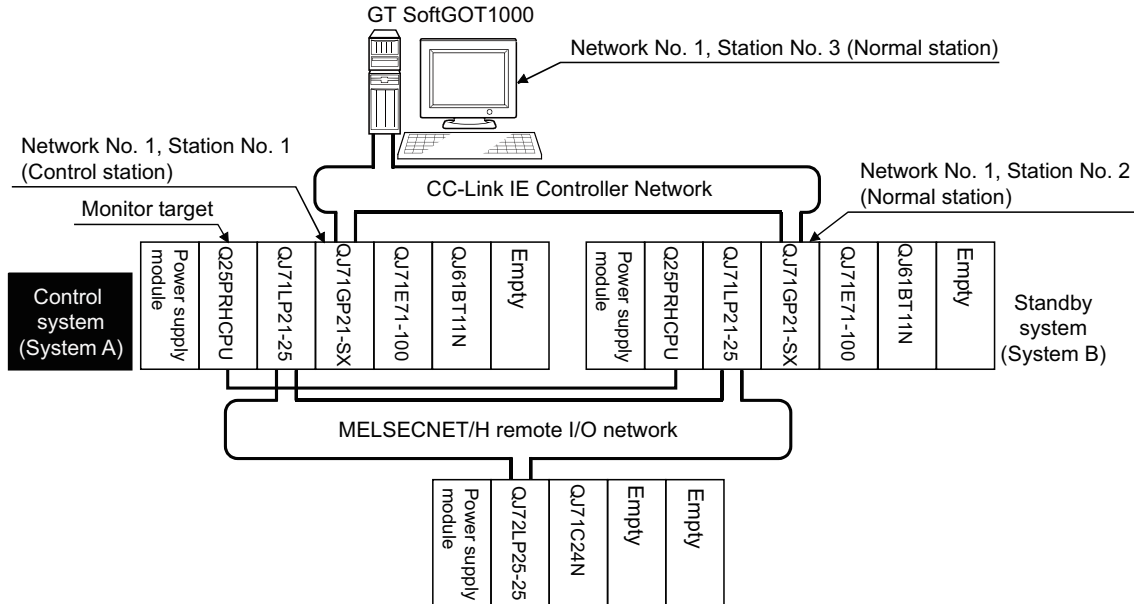 GT SoftGOT1000
Network No. 1, Station No. 3 (Normal station)
Network No. 1, Station No. 1
(Control station)
CC-Link IE Controller Network
Network No. 1, Station No. 2
(Normal station)
Monitor target
Control
system
(System A)
Power supply
module
Q25PRHCPU
QJ71LP21-25
QJ71GP21-SX
QJ71E71-100
QJ61BT11N
Empty
Power supply
module
Q25PRHCPU
QJ71LP21-25
QJ71GP21-SX
QJ71E71-100
QJ61BT11N
Empty
Standby
system
(System B)
MELSECNET/H remote I/O network
Power supply
module
QJ72LP25-25
QJ71C24N
Empty
Empty